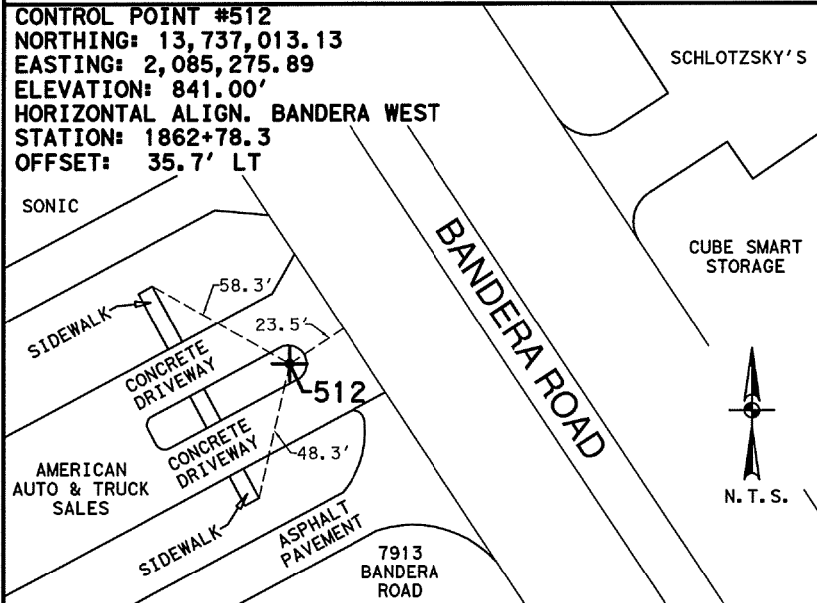 CONTROL POINT #512
NORTHING: 13,737,013.13
EASTING: 2,085,275.89
ELEVATION: 841.00'
HORIZONTAL ALIGN. BANDERA WEST
STATION: 1862+78.3
OFFSET: 35.7' LT
SCHLOTZSKY'S
SONIC
BANDERA ROAD
CUBE SMART
STORAGE
58.3'
SIDEWALK
23.5'
CONCRETE
DRIVEWAY
512
CONCRETE
DRIVEWAY
48.3'
AMERICAN
AUTO & TRUCK
SALES
N.T.S.
SIDEWALK
ASPHALT
PAVEMENT
7913
BANDERA
ROAD